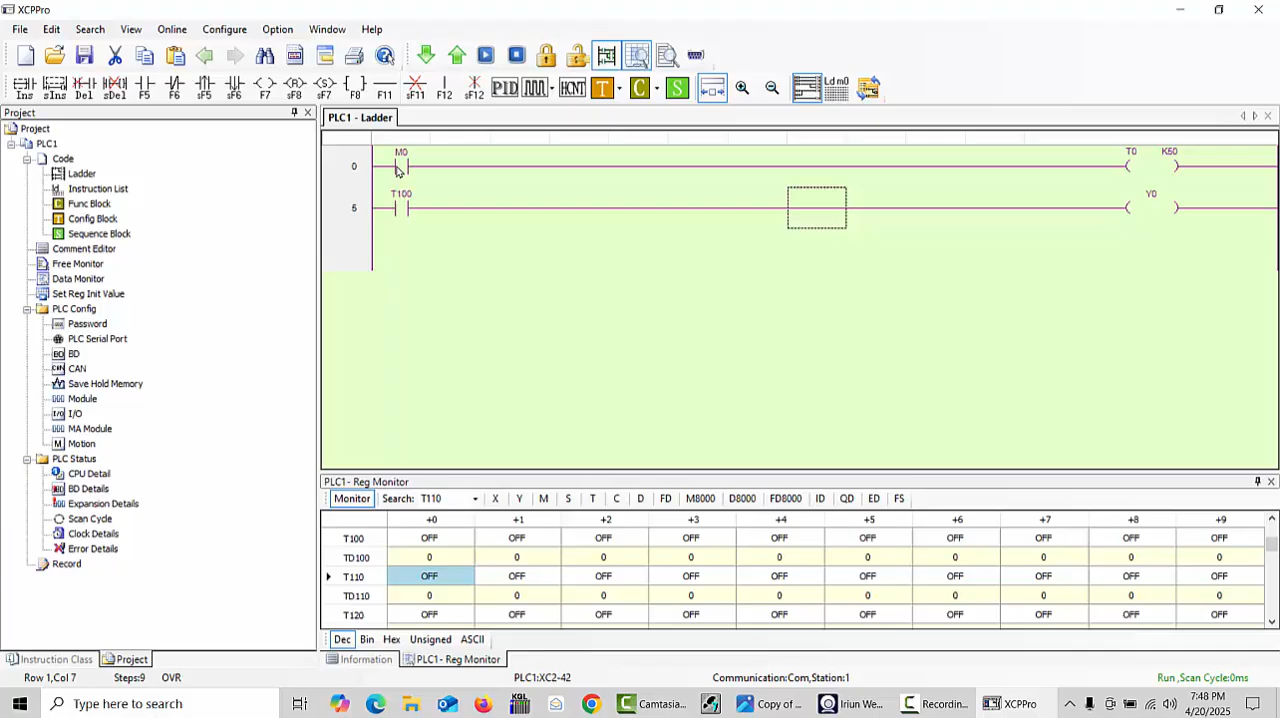 XCPPro
File Edit Search View Online Configure Option Window Help
Ins sIns Del sDel F5 F6 sF5 sF6 F7 sF7 sF8 F8 F11 sF11 F12 sF12 PID HCNT T C S Ld m0
Project
Project
PLC1
Code
Ladder
Instruction List
Func Block
Config Block
Sequence Block
Comment Editor
Free Monitor
Data Monitor
Set Reg Init Value
PLC Config
Password
PLC Serial Port
BD
CAN
Save Hold Memory
Module
I/O
MA Module
Motion
PLC Status
CPU Detail
BD Details
Expansion Details
Scan Cycle
Clock Details
Error Details
Record
Instruction Class Project
PLC1 - Ladder
M0 T0 K50
0
T100 Y0
5
PLC1- Reg Monitor
Monitor Search: T110 X Y M S T C D FD M8000 D8000 FD8000 ID QD ED FS
+0 +1 +2 +3 +4 +5 +6 +7 +8 +9
T100 OFF OFF OFF OFF OFF OFF OFF OFF OFF OFF
TD100 0 0 0 0 0 0 0 0 0 0
T110 OFF OFF OFF OFF OFF OFF OFF OFF OFF OFF
TD110 0 0 0 0 0 0 0 0 0 0
T120 OFF OFF OFF OFF OFF OFF OFF OFF OFF OFF
Dec Bin Hex Unsigned ASCII
Information PLC1- Reg Monitor
Row 1,Col 7 Steps:9 OVR PLC1:XC2-42 Communication:Com,Station:1 Run ,Scan Cycle:0ms
Type here to search KGL Camtasia... Copy of ... Iriun We... Recordin... XCPPro 7:48 PM
4/20/2025